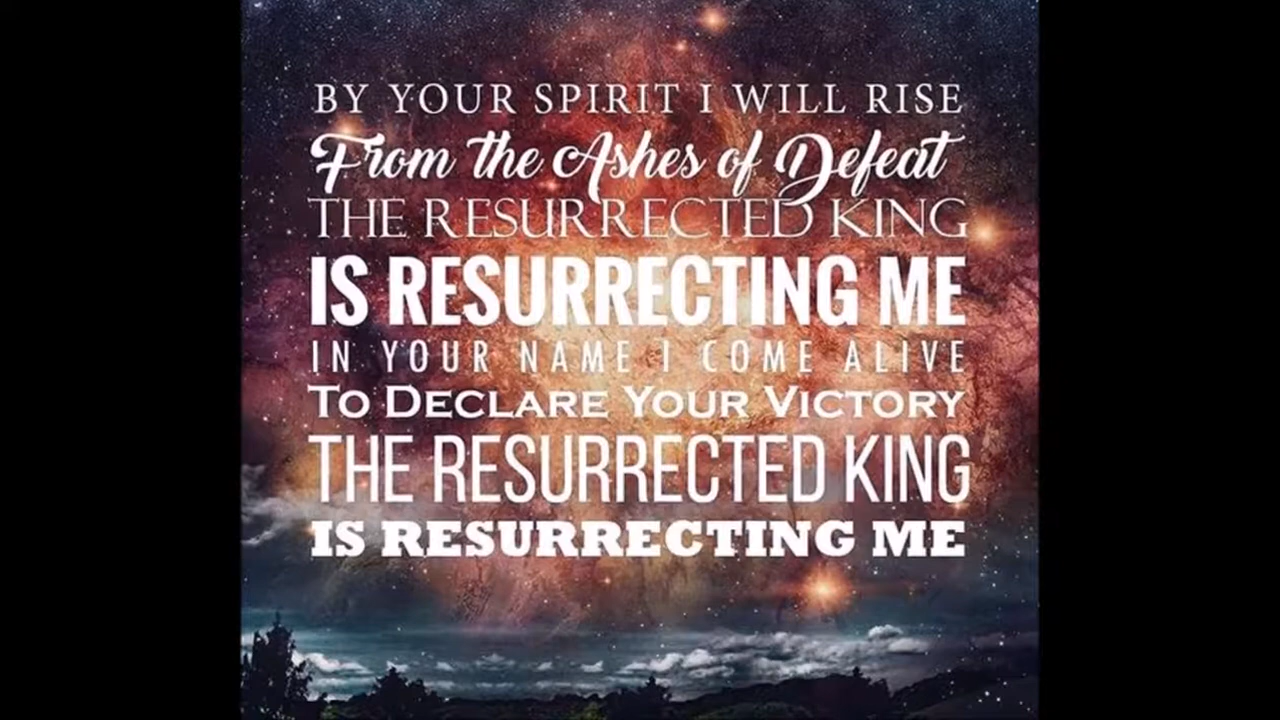 BY YOUR SPIRIT I WILL RISE
From the Ashes of Defeat
THE RESURRECTED KING
IS RESURRECTING ME
IN YOUR NAME I COME ALIVE
TO DECLARE YOUR VICTORY
THE RESURRECTED KING
IS RESURRECTING ME